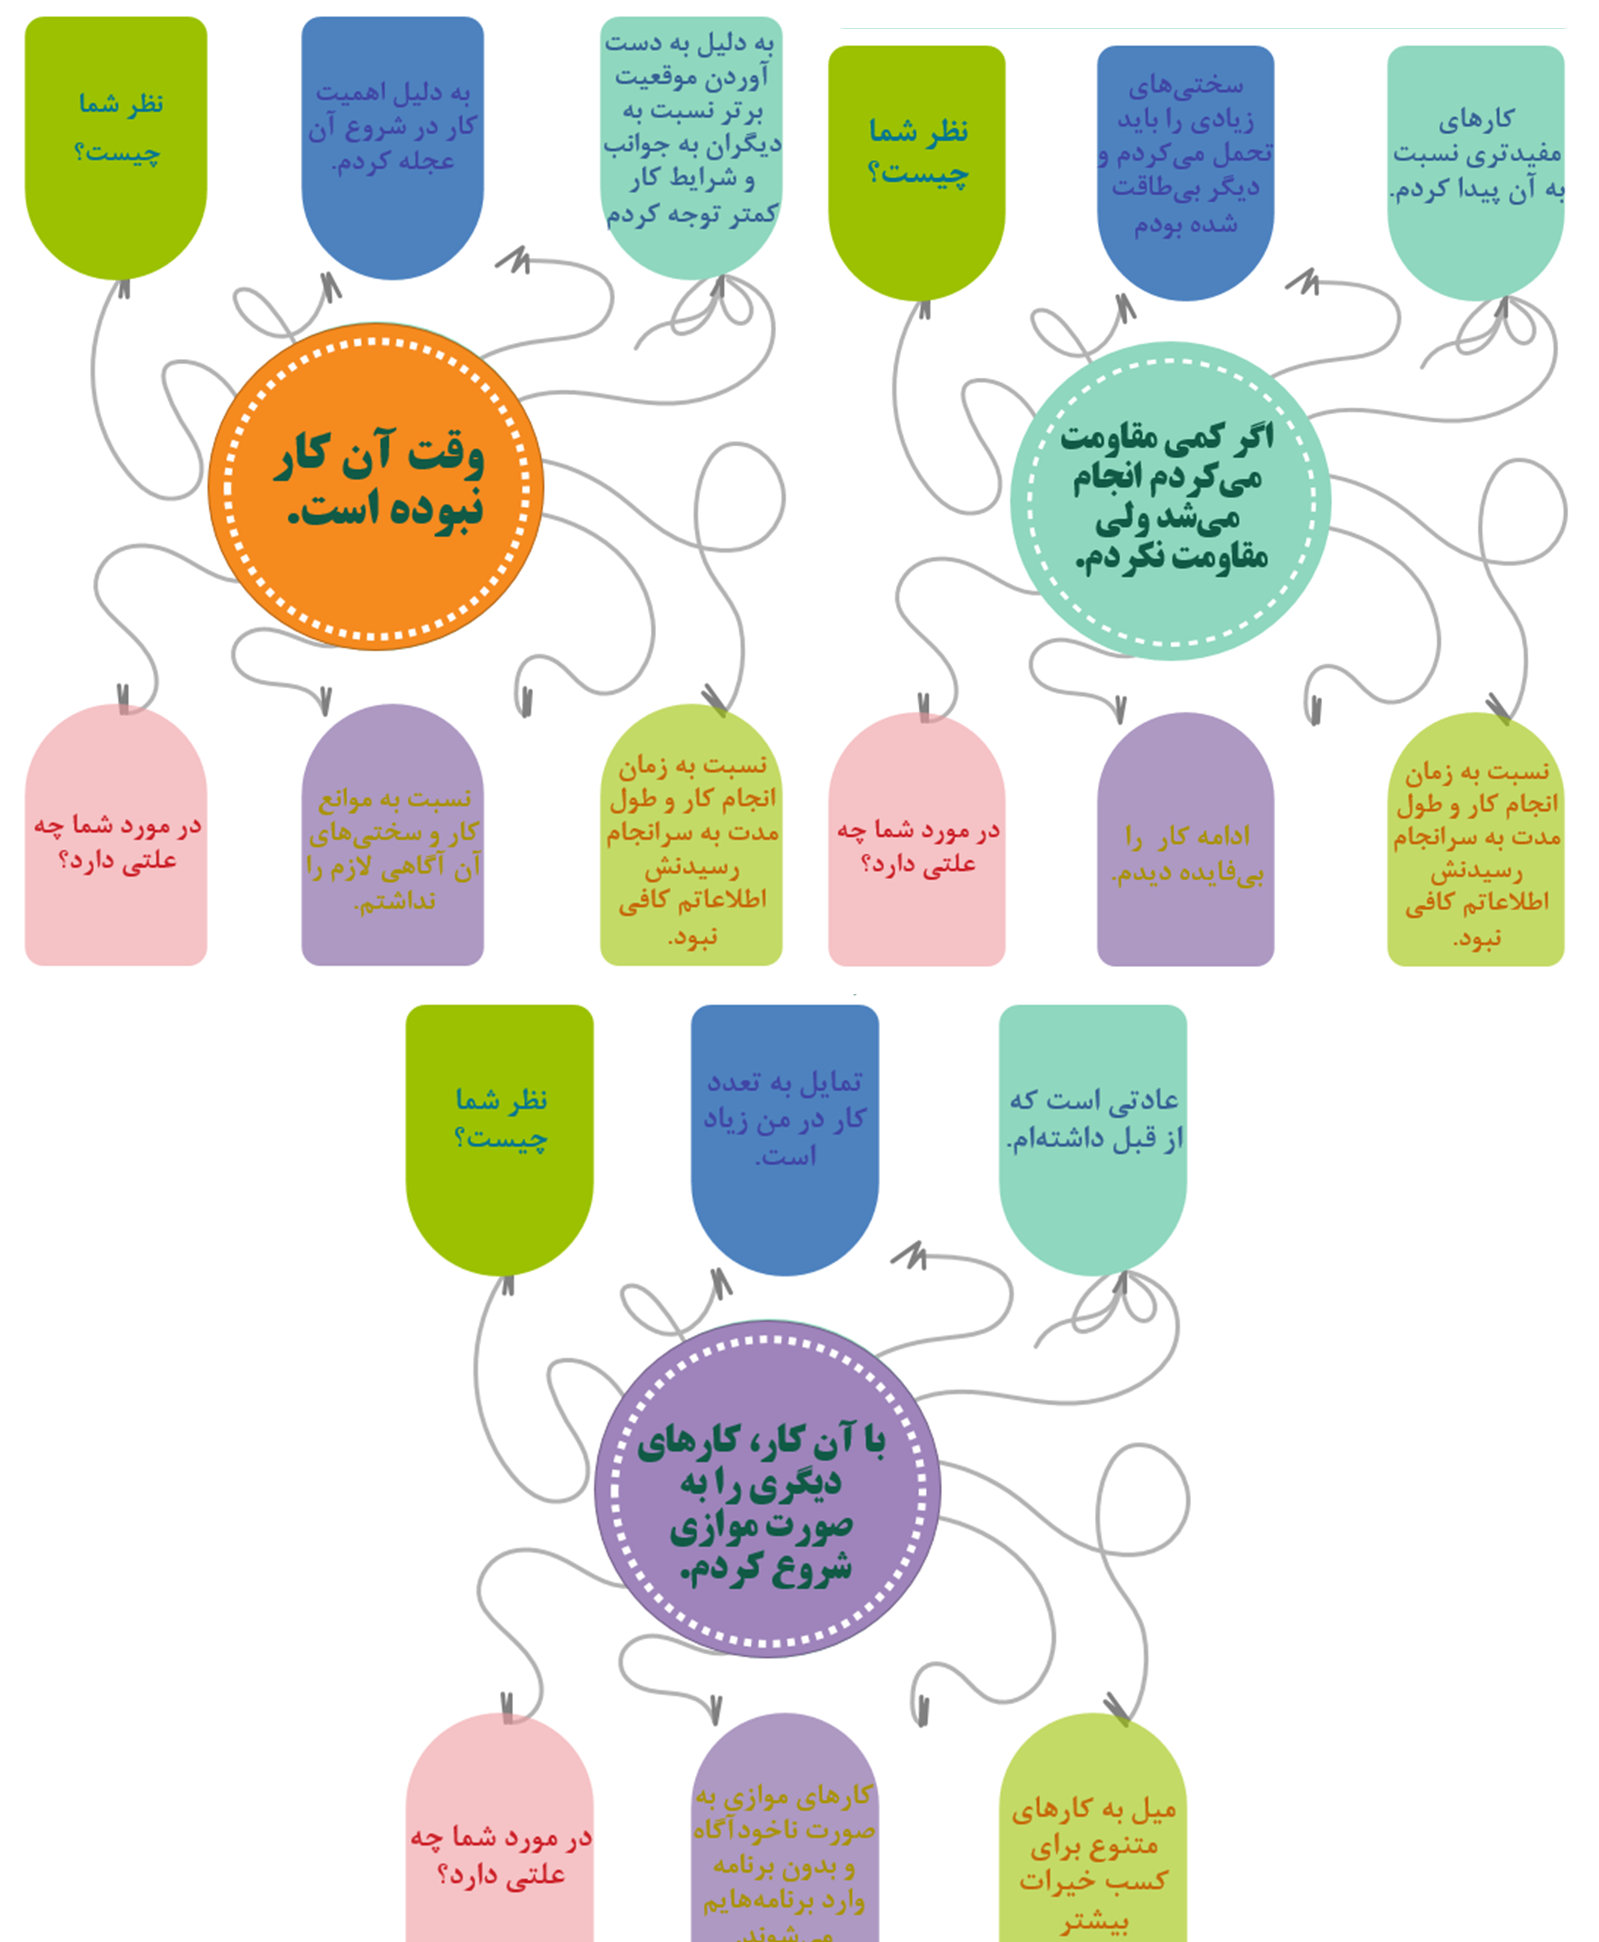 به دلیل به دست
آوردن موقعیت
برتر نسبت به
دیگران به جوانب
و شرایط کار
کمتر توجه کردم
به دلیل اهمیت
کار در شروع آن
عجله کردم.
نظر شما
چیست؟
وقت آن کار
نبوده است.
نسبت به زمان
انجام کار و طول
مدت به سرانجام
رسیدنش
اطلاعاتم کافی
نبود.
نسبت به موانع
کار و سختی‌های
آن آگاهی لازم را
نداشتم.
در مورد شما چه
علتی دارد؟
کارهای
مفیدتری نسبت
به آن پیدا کردم.
سختی‌های
زیادی را باید
تحمل می‌کردم و
دیگر بی‌طاقت
شده بودم
نظر شما
چیست؟
اگر کمی مقاومت
می‌کردم انجام
می‌شد ولی
مقاومت نکردم.
نسبت به زمان
انجام کار و طول
مدت به سرانجام
رسیدنش
اطلاعاتم کافی
نبود.
ادامه کار را
بی‌فایده دیدم.
در مورد شما چه
علتی دارد؟
عادتی است که
از قبل داشته‌ام.
تمایل به تعدد
کار در من زیاد
است.
نظر شما
چیست؟
با آن کار، کارهای
دیگری را به
صورت موازی
شروع کردم.
میل به کارهای
متنوع برای
کسب خیرات
بیشتر
کارهای موازی به
صورت ناخودآگاه
و بدون برنامه
وارد برنامه‌هایم
می‌شوند.
در مورد شما چه
علتی دارد؟